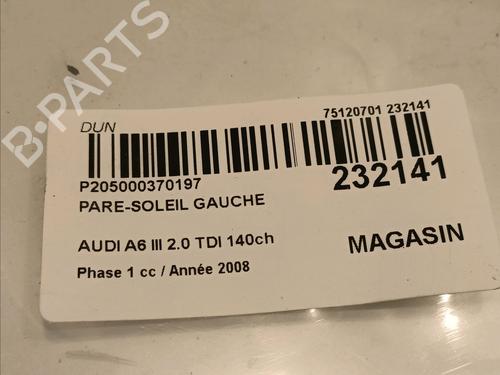 B-PARTS
DUN
75120701 232141
P205000370197
232141
PARE-SOLEIL GAUCHE
AUDI A6 III 2.0 TDI 140ch
MAGASIN
Phase 1 cc / Année 2008